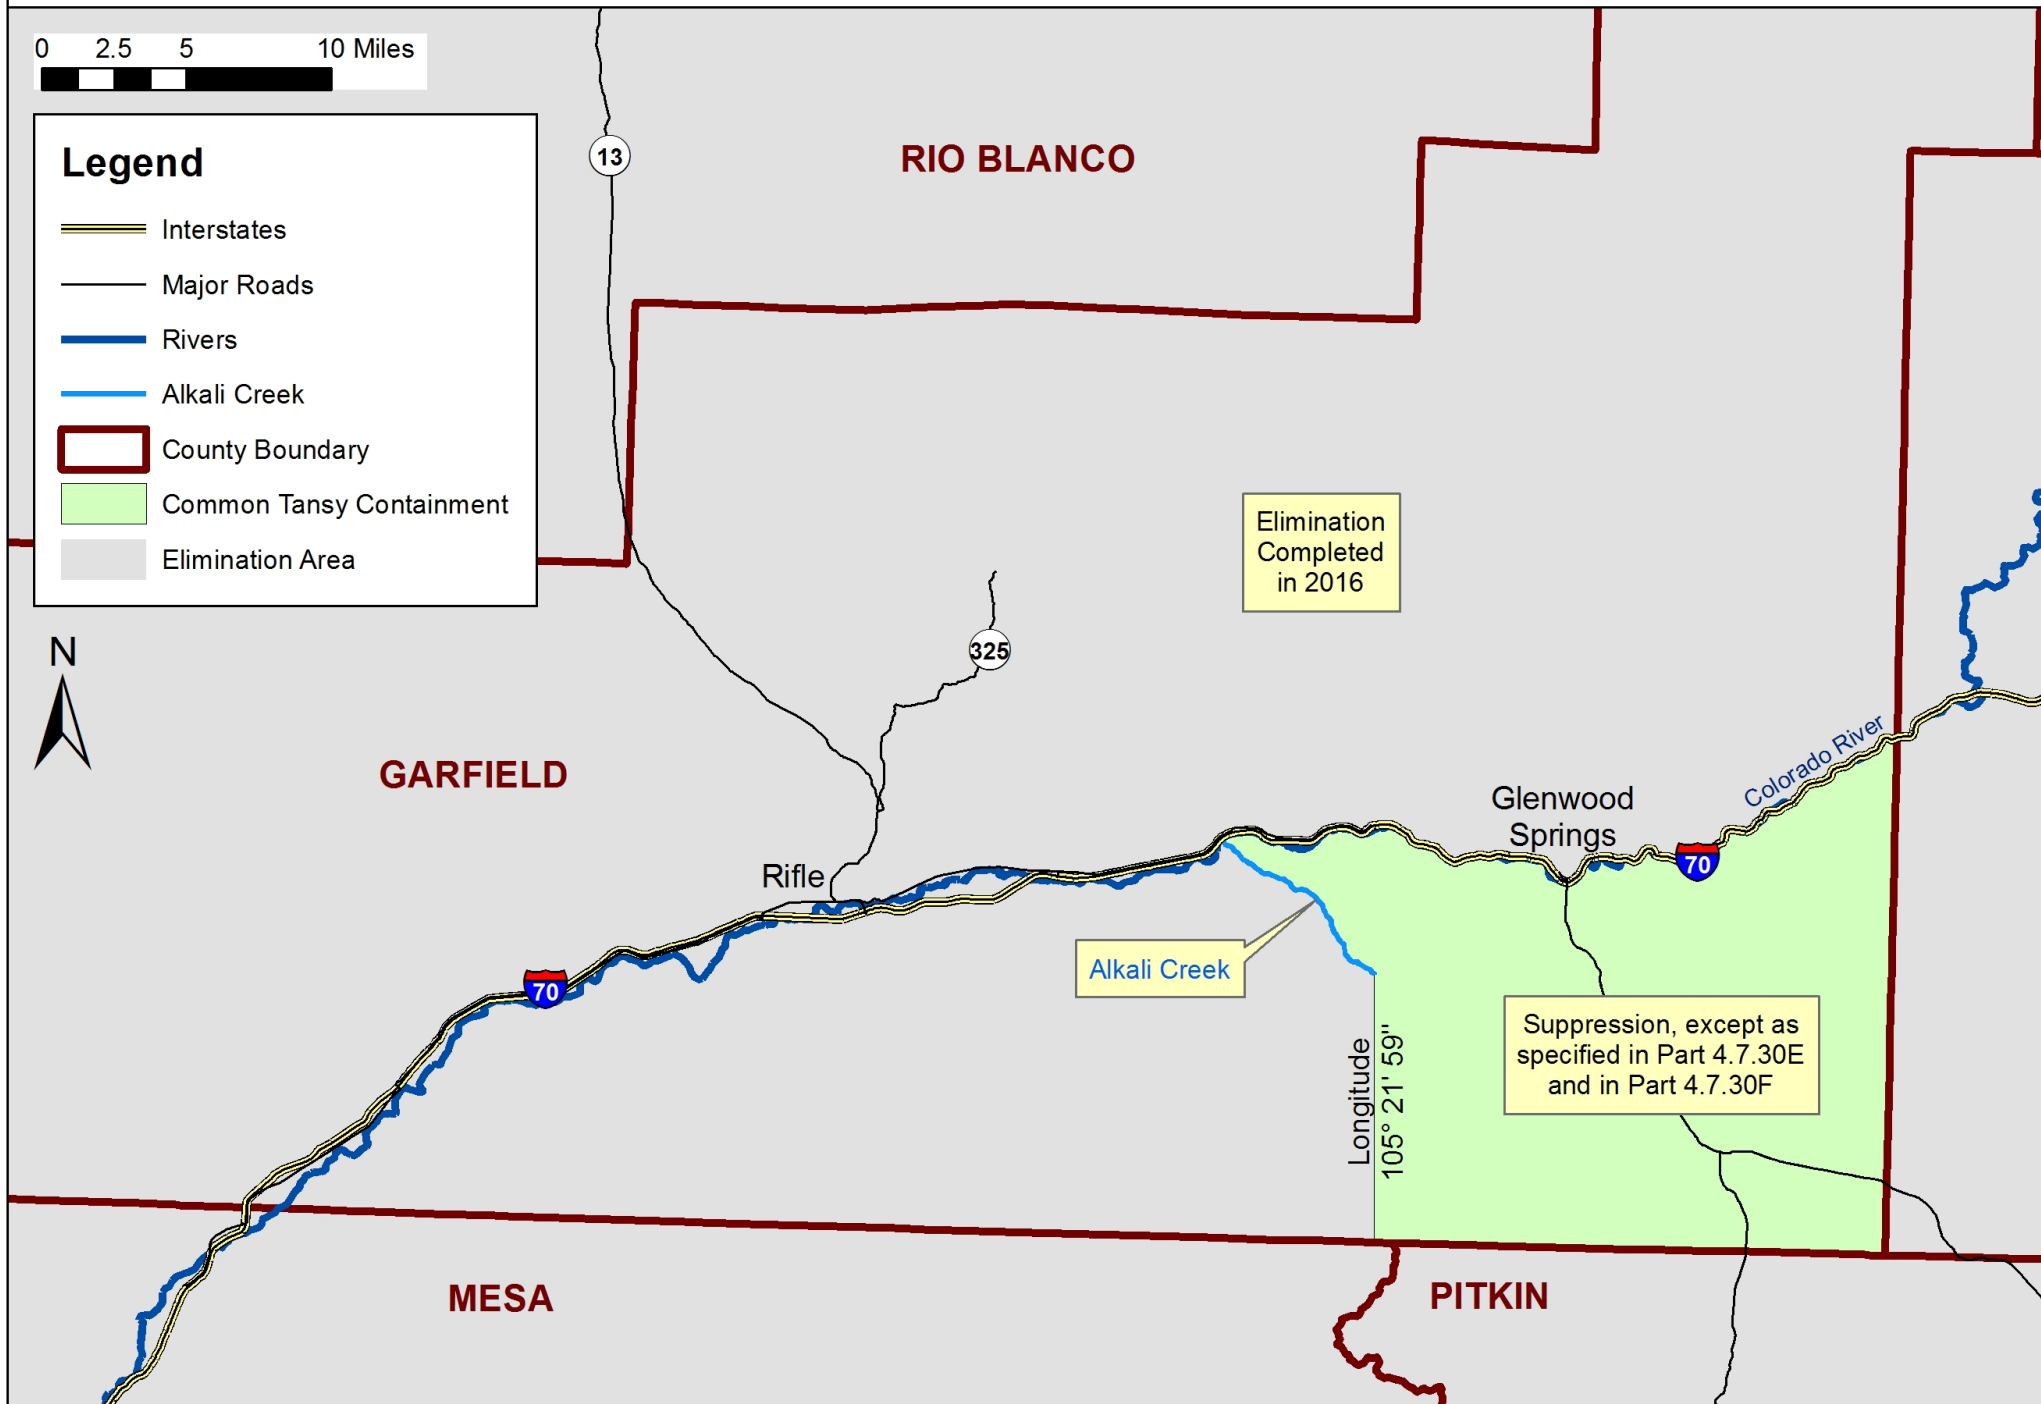 0 2.5 5 10 Miles
Legend
Interstates
Major Roads
Rivers
Alkali Creek
County Boundary
Common Tansy Containment
Elimination Area
N
13
RIO BLANCO
Elimination
Completed
in 2016
325
GARFIELD
Colorado River
Glenwood
Springs
70
Rifle
Alkali Creek
70
Longitude
105° 21' 59"
Suppression, except as
specified in Part 4.7.30E
and in Part 4.7.30F
MESA
PITKIN